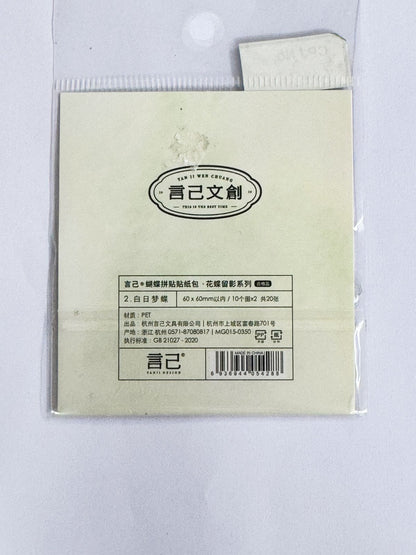 YAN JI WEN CHUANG
言己文創
THIS IS THE BEST TIME
言己®蝴蝶拼贴贴纸包·花蝶留影系列
2.白日梦蝶
60 x 60mm以内 / 10个图x2 共20张
材质：PET
出品：杭州言己文具有限公司 | 杭州市上城区富春路701号
产地：浙江 杭州 0571-87080817 | MG015-0350
执行标准：GB 21027 - 2020
言己®
YANJI DESIGN
MADE IN CHINA
6 936944 054288